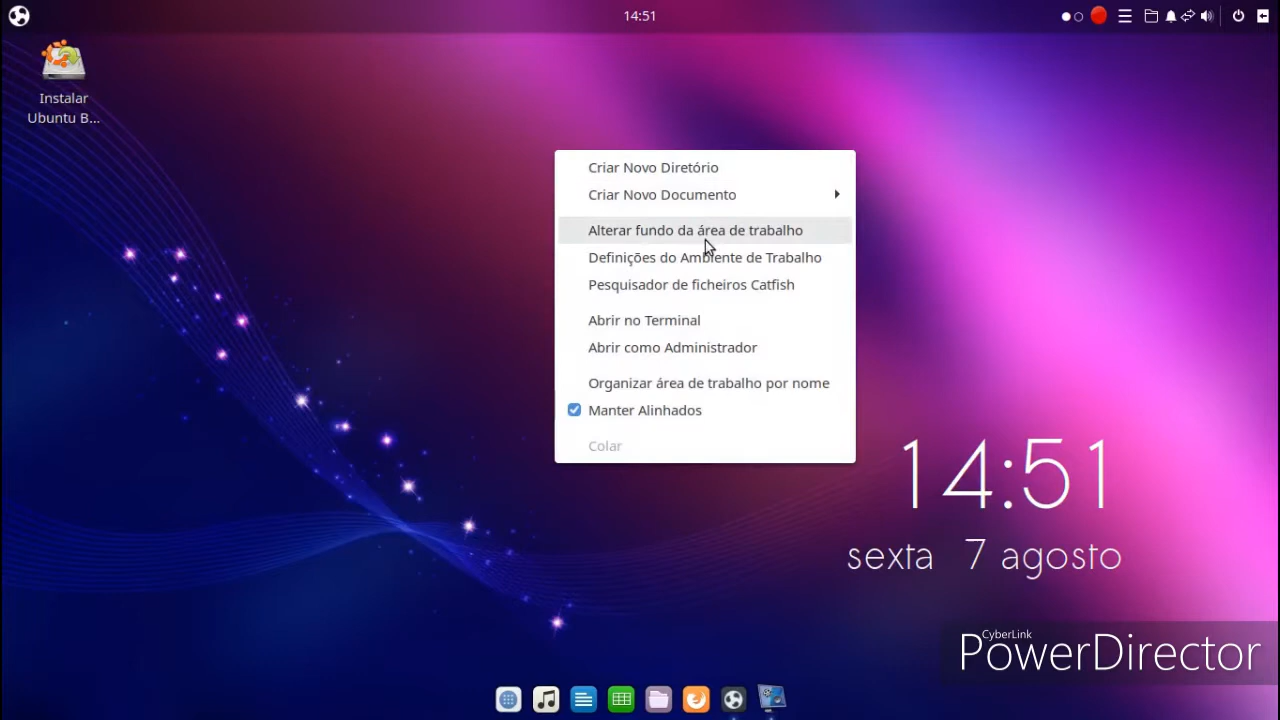 14:51
Instalar
Ubuntu B...
Criar Novo Diretório
Criar Novo Documento
Alterar fundo da área de trabalho
Definições do Ambiente de Trabalho
Pesquisador de ficheiros Catfish
Abrir no Terminal
Abrir como Administrador
Organizar área de trabalho por nome
Manter Alinhados
Colar
14:51
sexta 7 agosto
CyberLink
PowerDirector